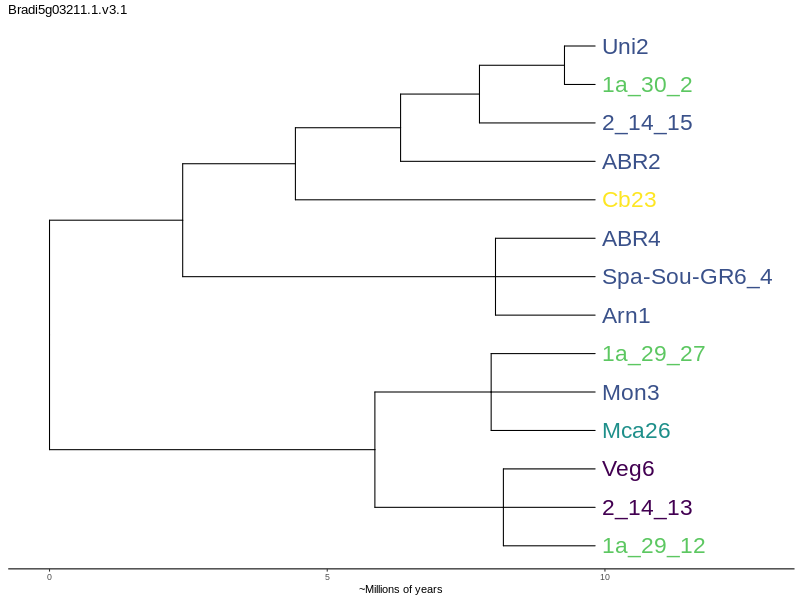 Bradi5g03211.1.v3.1
Uni2
1a_30_2
2_14_15
ABR2
Cb23
ABR4
Spa-Sou-GR6_4
Arn1
1a_29_27
Mon3
Mca26
Veg6
2_14_13
1a_29_12
0 5 10
~Millions of years